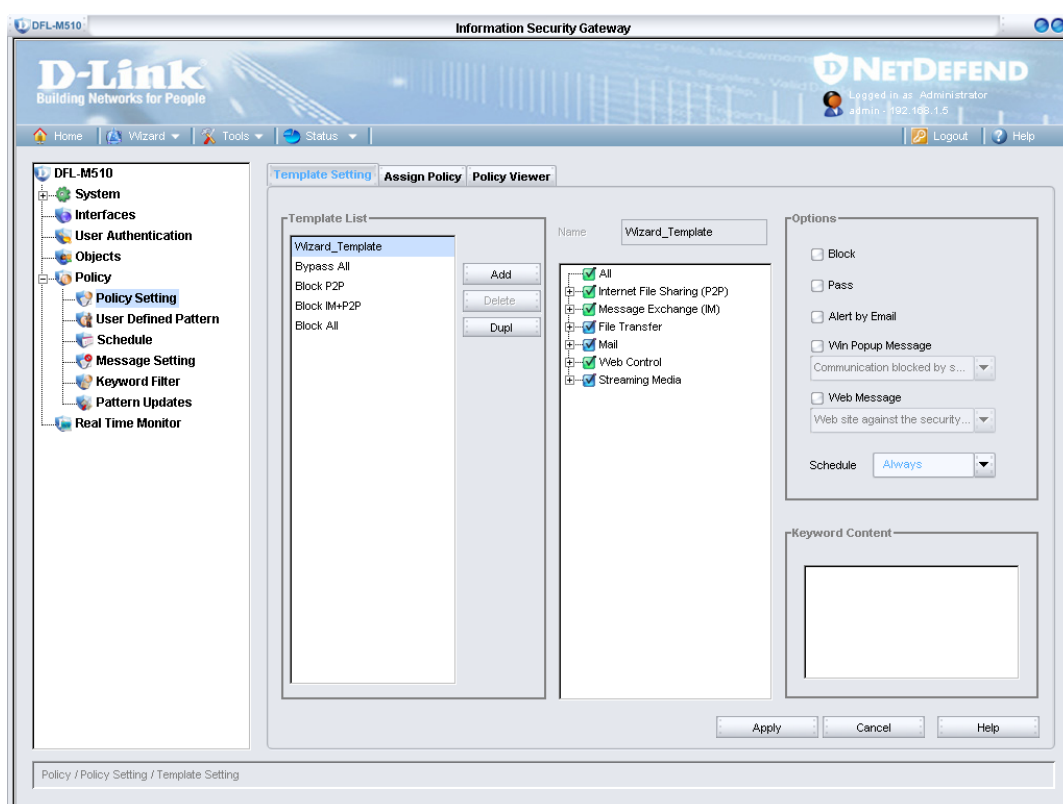 DFL-M510
Information Security Gateway
D-Link
Building Networks for People
NETDEFEND
Logged in as Administrator
admin - 192.168.1.5
Home
Wizard
Tools
Status
Logout
Help
DFL-M510
System
Interfaces
User Authentication
Objects
Policy
Policy Setting
User Defined Pattern
Schedule
Message Setting
Keyword Filter
Pattern Updates
Real Time Monitor
Template Setting
Assign Policy
Policy Viewer
Template List
Wizard_Template
Bypass All
Block P2P
Block IM+P2P
Block All
Add
Delete
Dupl
Name
Wizard_Template
All
Internet File Sharing (P2P)
Message Exchange (IM)
File Transfer
Mail
Web Control
Streaming Media
Options
Block
Pass
Alert by Email
Win Popup Message
Communication blocked by s...
Web Message
Web site against the security...
Schedule
Always
Keyword Content
Apply
Cancel
Help
Policy / Policy Setting / Template Setting